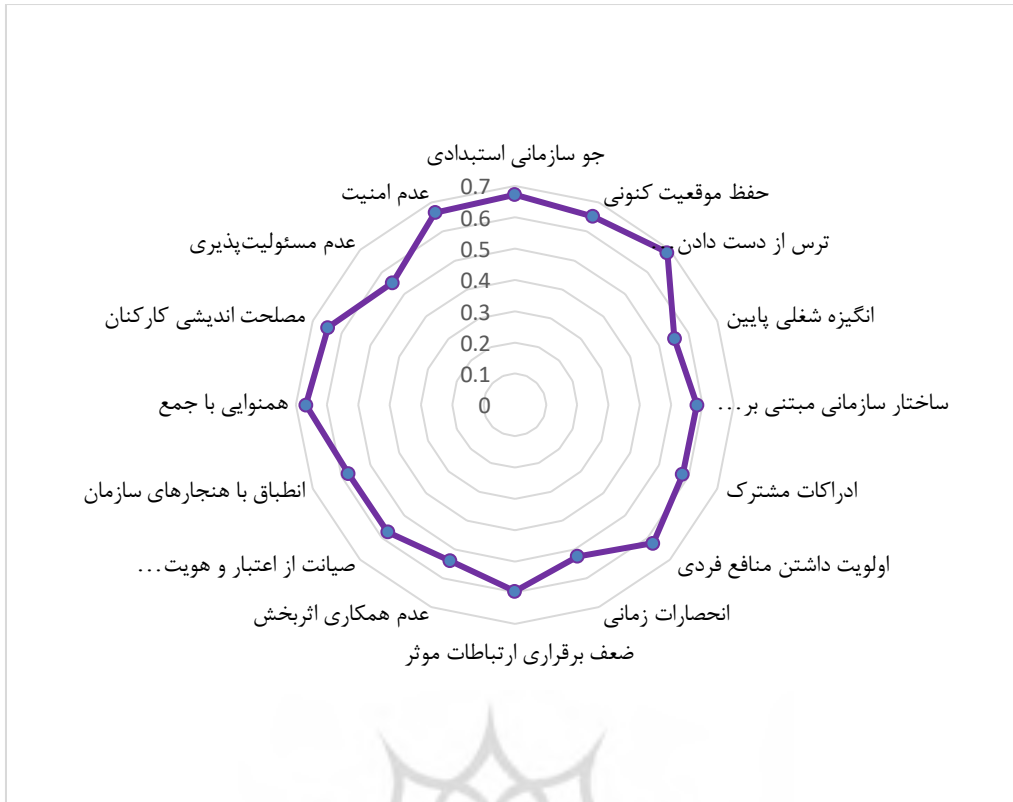 جو سازمانی استبدادی
حفظ موقعیت کنونی
ترس از دست دادن
انگیزه شغلی پایین
ساختار سازمانی مبتنی بر...
ادراکات مشترک
اولویت داشتن منافع فردی
انحصارات زمانی
ضعف برقراری ارتباطات موثر
عدم همکاری اثربخش
صیانت از اعتبار و هویت...
انطباق با هنجارهای سازمان
همنوایی با جمع
مصلحت اندیشی کارکنان
عدم مسئولیت‌پذیری
عدم امنیت
0.7
0.6
0.5
0.4
0.3
0.2
0.1
0